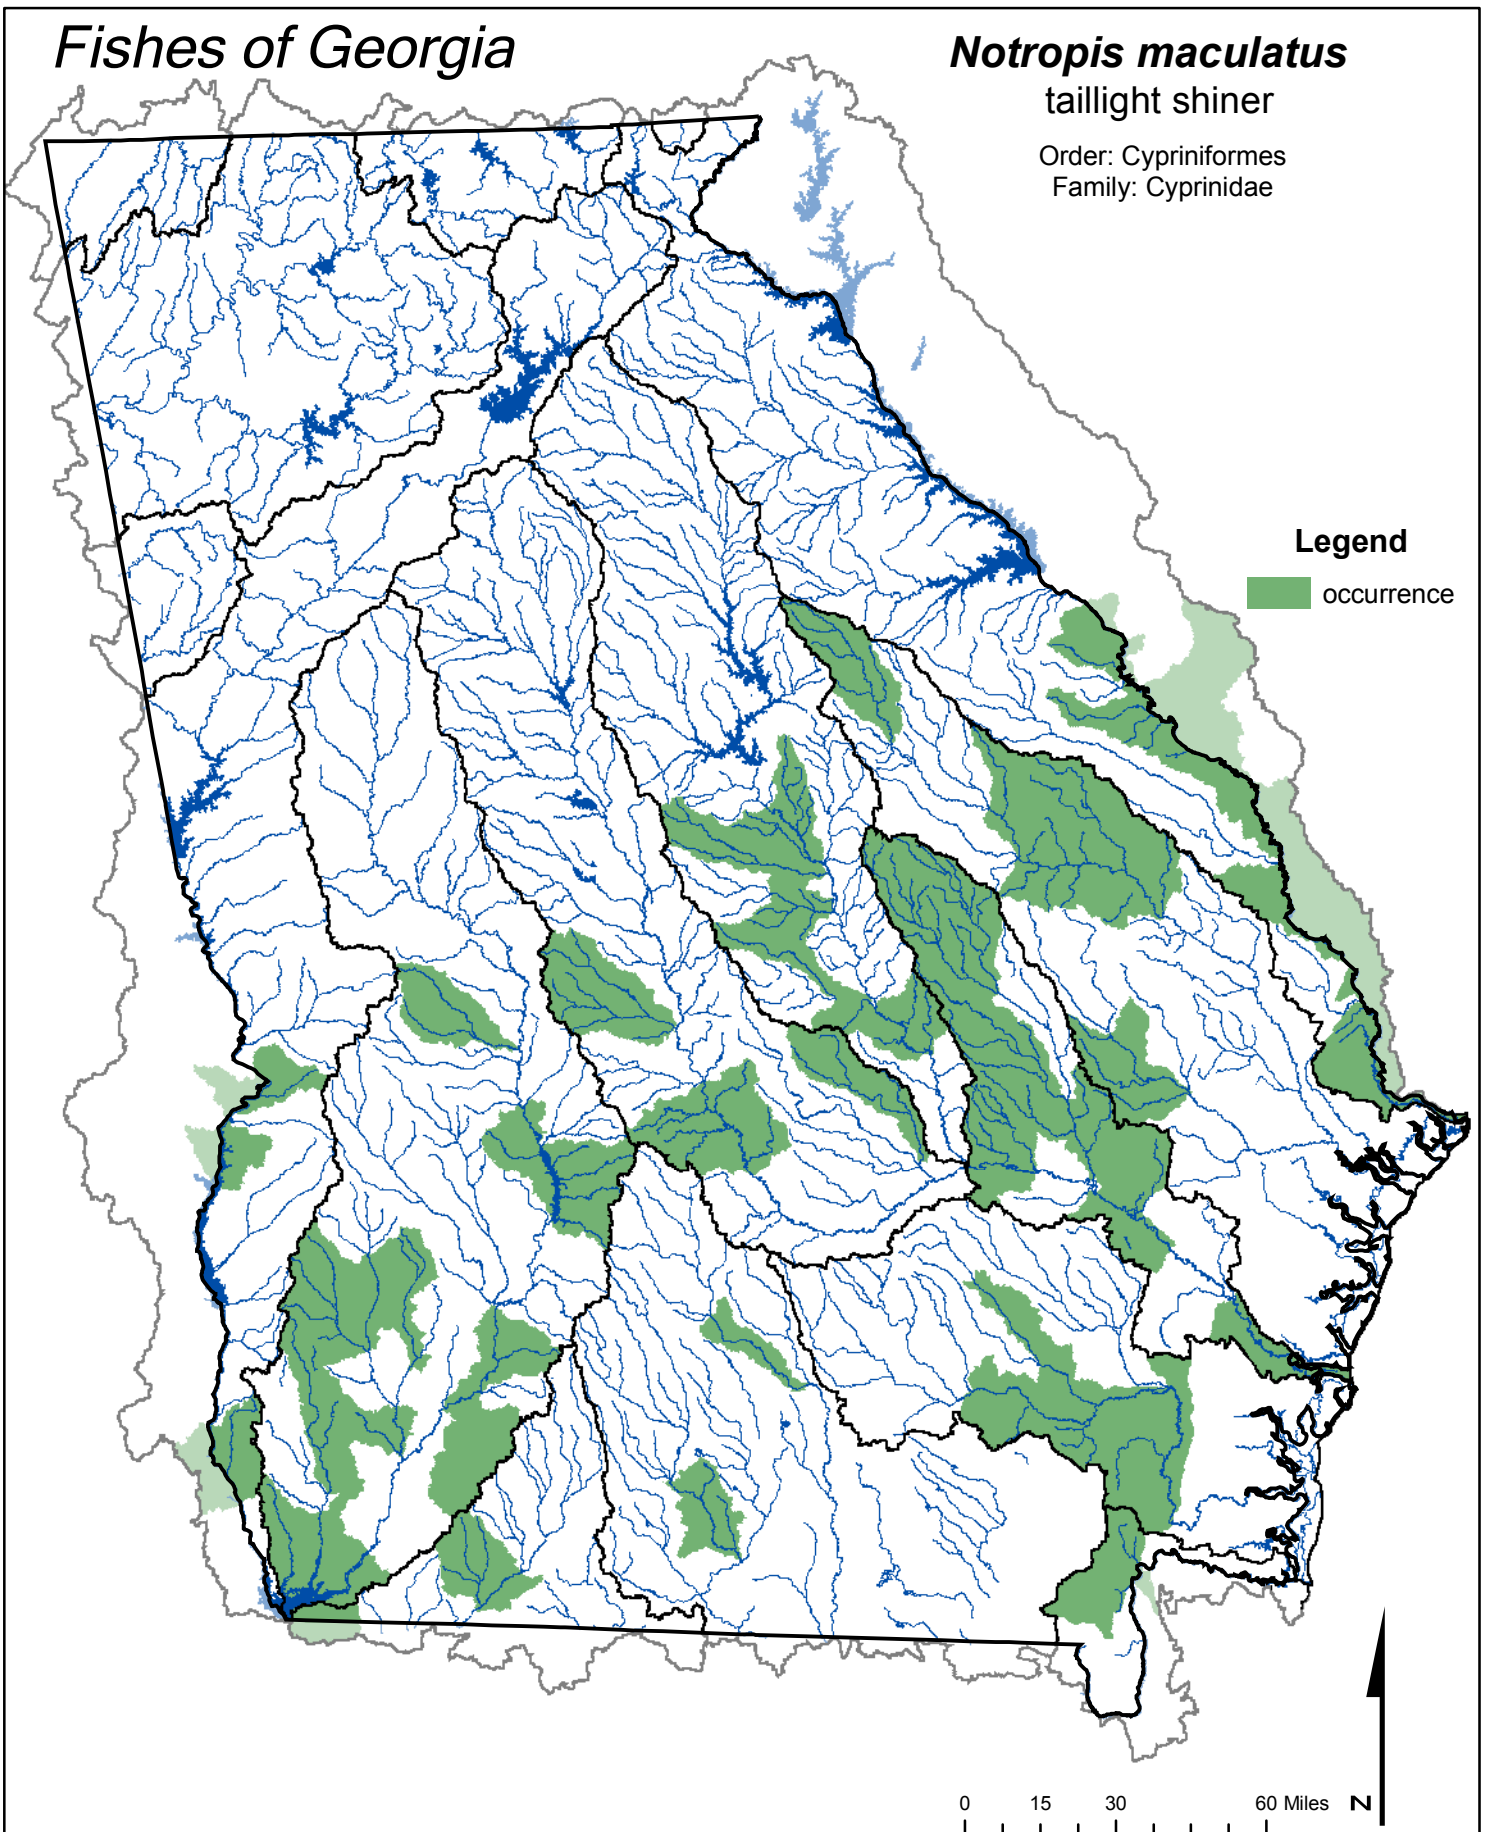 Fishes of Georgia
Notropis maculatus
taillight shiner
Order: Cypriniformes
Family: Cyprinidae
Legend
occurrence
0 15 30 60 Miles
N